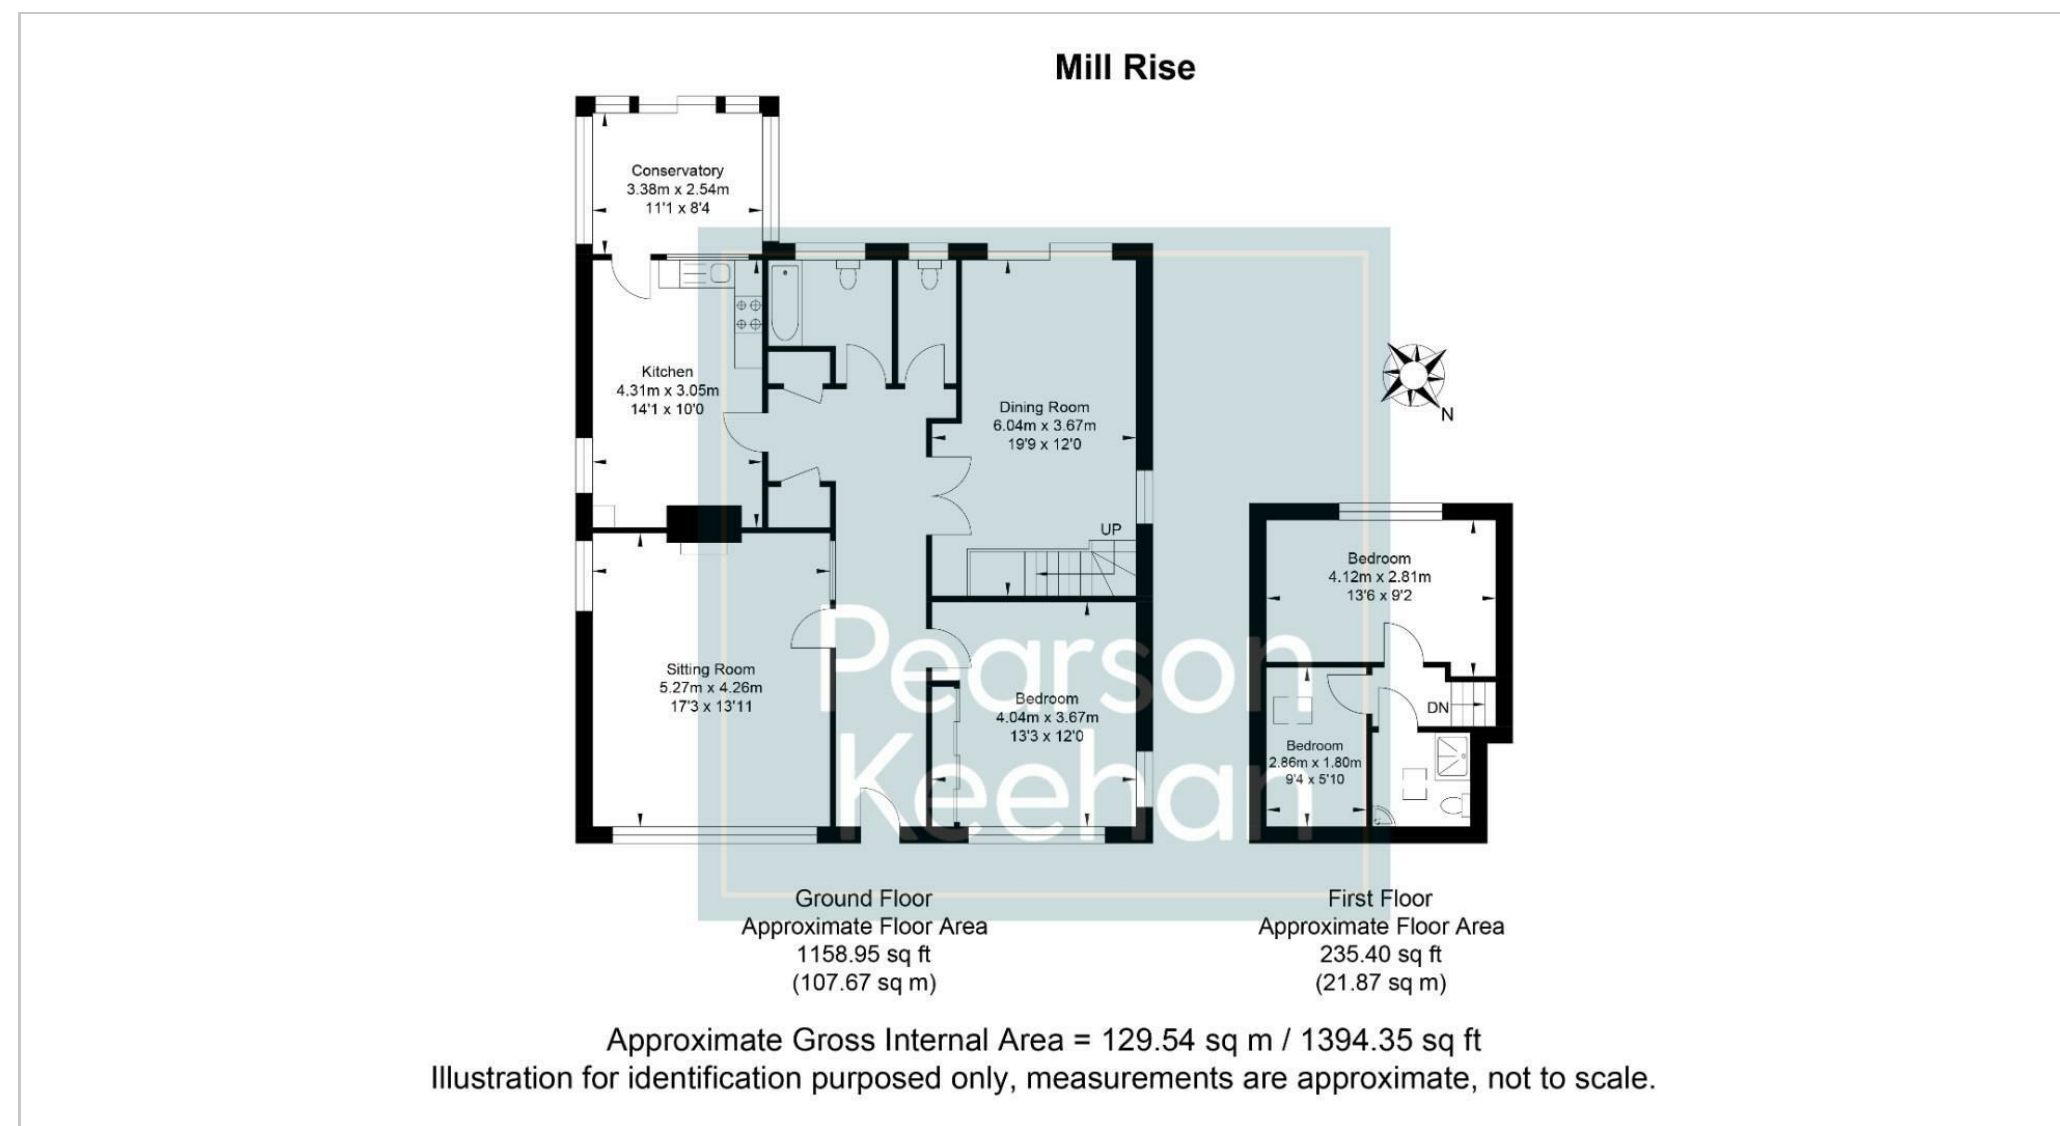 Mill Rise
Conservatory
3.38m x 2.54m
11'1 x 8'4
Kitchen
4.31m x 3.05m
14'1 x 10'0
Dining Room
6.04m x 3.67m
19'9 x 12'0
UP
N
Sitting Room
5.27m x 4.26m
17'3 x 13'11
Bedroom
4.04m x 3.67m
13'3 x 12'0
Bedroom
4.12m x 2.81m
13'6 x 9'2
DN
Bedroom
2.86m x 1.80m
9'4 x 5'10
Pearson
Keehan
Ground Floor
Approximate Floor Area
1158.95 sq ft
(107.67 sq m)
First Floor
Approximate Floor Area
235.40 sq ft
(21.87 sq m)
Approximate Gross Internal Area = 129.54 sq m / 1394.35 sq ft
Illustration for identification purposed only, measurements are approximate, not to scale.